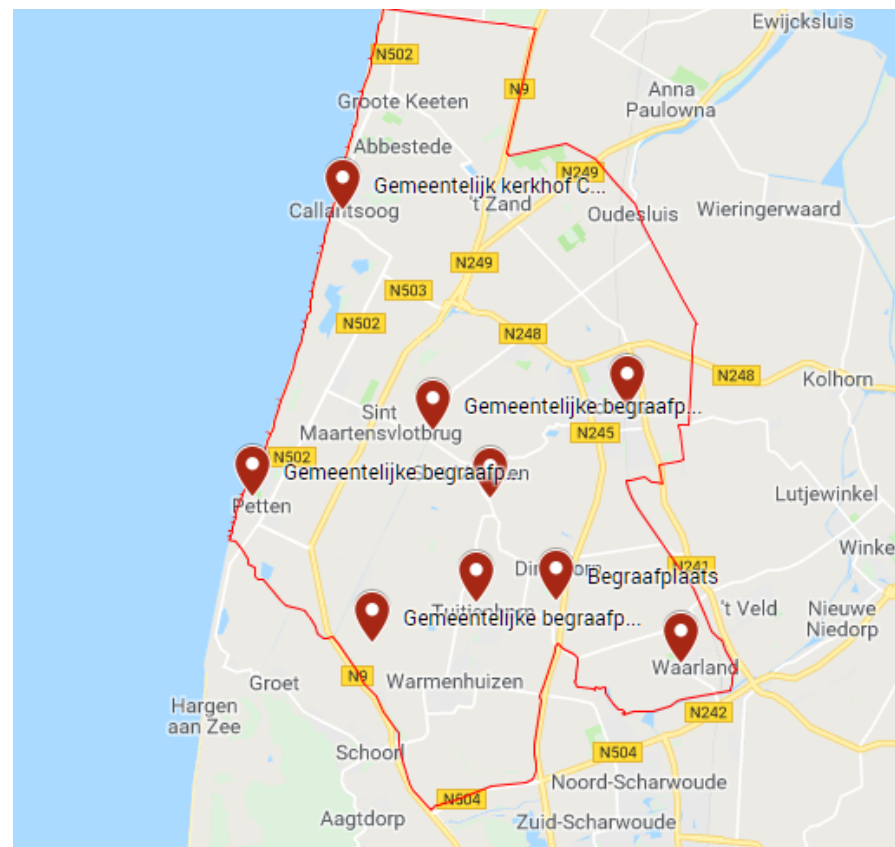 Ewijcksluis
N502
N9
Anna
Paulowna
Groote Keeten
Abbestede
N249
Gemeentelijk kerkhof C...
't Zand
Callantsoog
Oudesluis
Wieringerwaard
N249
N503
N502
N248
N248
Kolhorn
Gemeentelijke begraafp...
Sint
Maartensvlotbrug
N245
N502
Gemeentelijke begraafp...
Petten
Lutjewinkel
Winke
N241
Begraafplaats
't Veld
Nieuwe
Niedorp
Gemeentelijke begraafp...
Waarland
N9
Groet
Warmenhuizen
Hargen
aan Zee
N242
Schoorl
N504
Noord-Scharwoude
N504
Aagtdorp
Zuid-Scharwoude